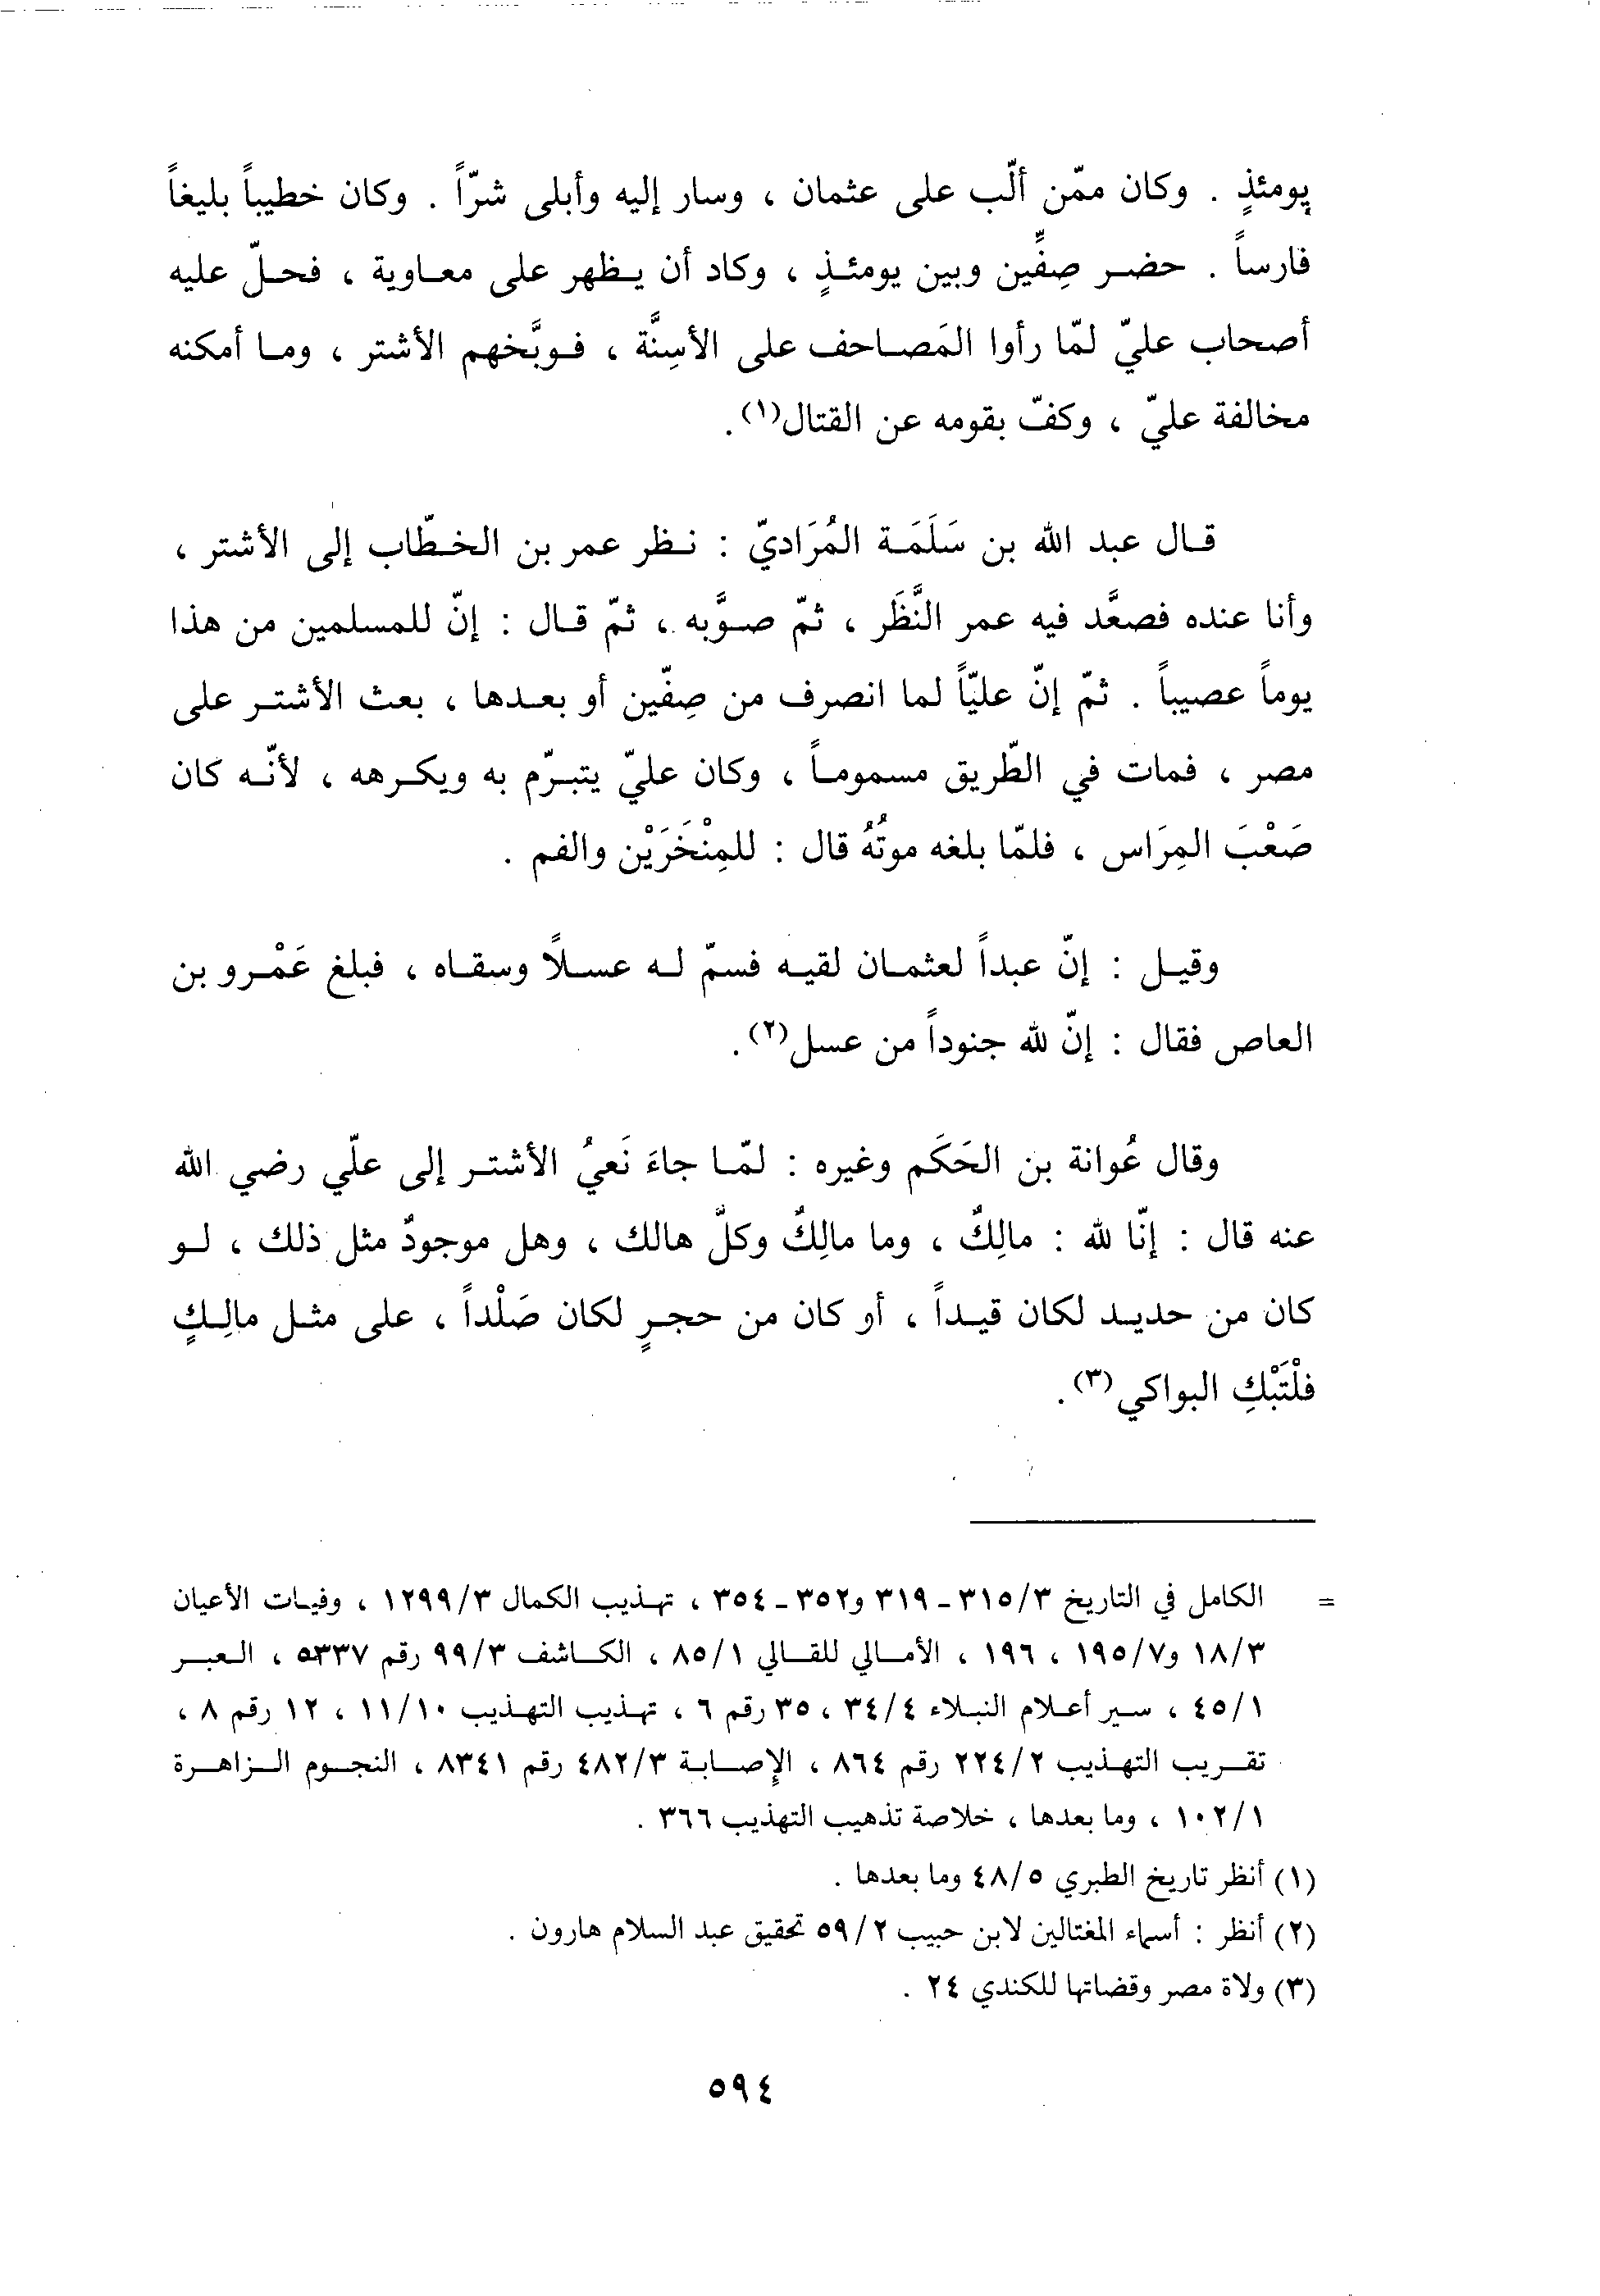 يومئذٍ . وكان ممّن ألّب على عثمان ، وسار إليه وأبلى شرّاً . وكان خطيباً بليغاً
فارساً . حضر صِفِّين وبين يومئذٍ ، وكاد أن يظهر على معاوية ، فحلّ عليه
أصحاب عليّ لمّا رأوا المَصاحف على الأسِنَّة ، فوبَّخهم الأشتر ، وما أمكنه
مخالفة عليّ ، وكفّ بقومه عن القتال(١) .
قال عبد الله بن سَلَمَة المُرَاديّ : نظر عمر بن الخطّاب إلى الأشتر ،
وأنا عنده فصعَّد فيه عمر النَّظَر ، ثمّ صوَّبه ، ثمّ قال : إنّ للمسلمين من هذا
يوماً عصيباً . ثمّ إنّ عليّاً لما انصرف من صِفّين أو بعدها ، بعث الأشتر على
مصر ، فمات في الطّريق مسموماً ، وكان عليّ يتبرّم به ويكرهه ، لأنّه كان
صَعْبَ المِرَاس ، فلمّا بلغه موتُهُ قال : للمِنْخَرَيْن والفم .
وقيل : إنّ عبداً لعثمان لقيه فسمّ له عسلاً وسقاه ، فبلغ عَمْرو بن
العاص فقال : إنّ لله جنوداً من عسل(٢) .
وقال عُوانة بن الحَكَم وغيره : لمّا جاءَ نَعيُ الأشتر إلى علّي رضي الله
عنه قال : إنّا لله : مالِكٌ ، وما مالِكٌ وكلٌّ هالك ، وهل موجودٌ مثل ذلك ، لو
كان من حديد لكان قيداً ، أو كان من حجرٍ لكان صَلْداً ، على مثل مالِكٍ
فلْتَبْكِ البواكي(٣) .
= الكامل في التاريخ ٣/٣١٥ - ٣١٩ و٣٥٢ - ٣٥٤ ، تهذيب الكمال ٣/١٢٩٩ ، وفيات الأعيان
٣/١٨ و٧/١٩٥ ، ١٩٦ ، الأمالي للقالي ١/٨٥ ، الكاشف ٣/٩٩ رقم ٥٣٣٧ ، العبر
١/٤٥ ، سير أعلام النبلاء ٤/٣٤ ، ٣٥ رقم ٦ ، تهذيب التهذيب ١٠/١١ ، ١٢ رقم ٨ ،
تقريب التهذيب ٢/٢٢٤ رقم ٨٦٤ ، الإصابة ٣/٤٨٢ رقم ٨٣٤١ ، النجوم الزاهرة
١/١٠٢ ، وما بعدها ، خلاصة تذهيب التهذيب ٣٦٦ .
(١) أنظر تاريخ الطبري ٥/٤٨ وما بعدها .
(٢) أنظر : أسماء المغتالين لابن حبيب ٢/٥٩ تحقيق عبد السلام هارون .
(٣) ولاة مصر وقضاتها للكندي ٢٤ .
٥٩٤